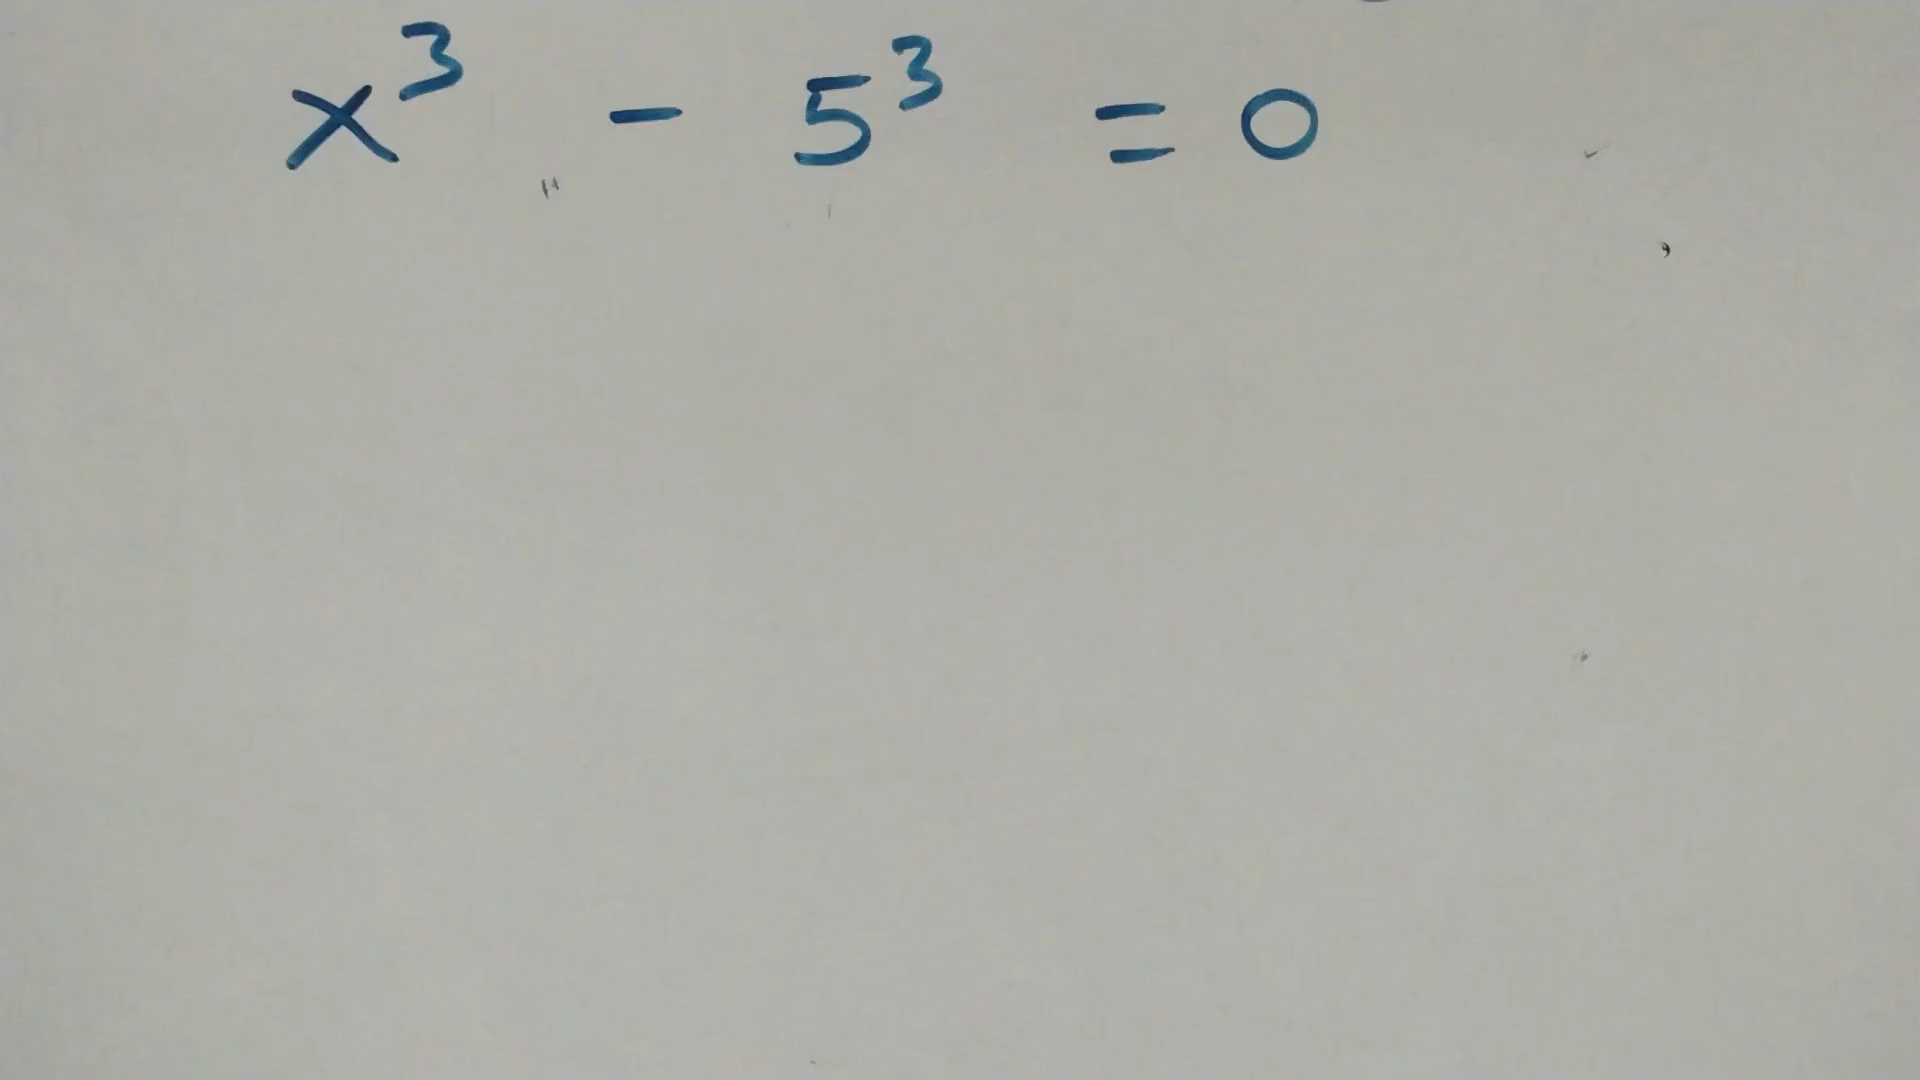 x³ - 5³ = 0